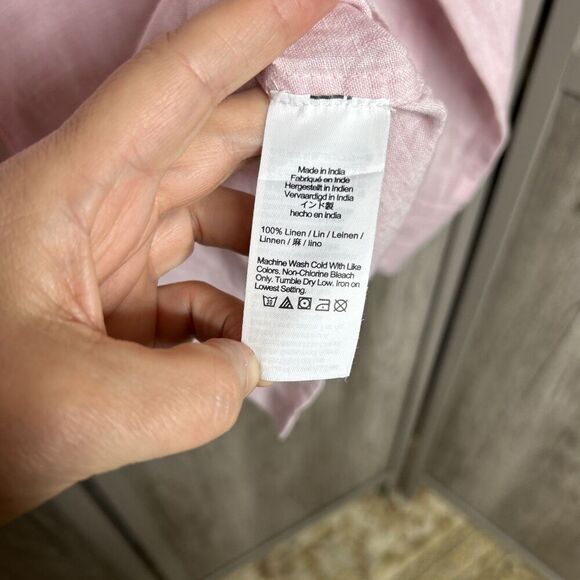 Made in India
Fabriqué en Inde
Hergestellt in Indien
Vervaardigd in India
インド製
hecho en india
100% Linen / Lin / Leinen /
Linnen / 麻 / lino
Machine Wash Cold With Like
Colors. Non-Chlorine Bleach
Only. Tumble Dry Low. Iron on
Lowest Setting.